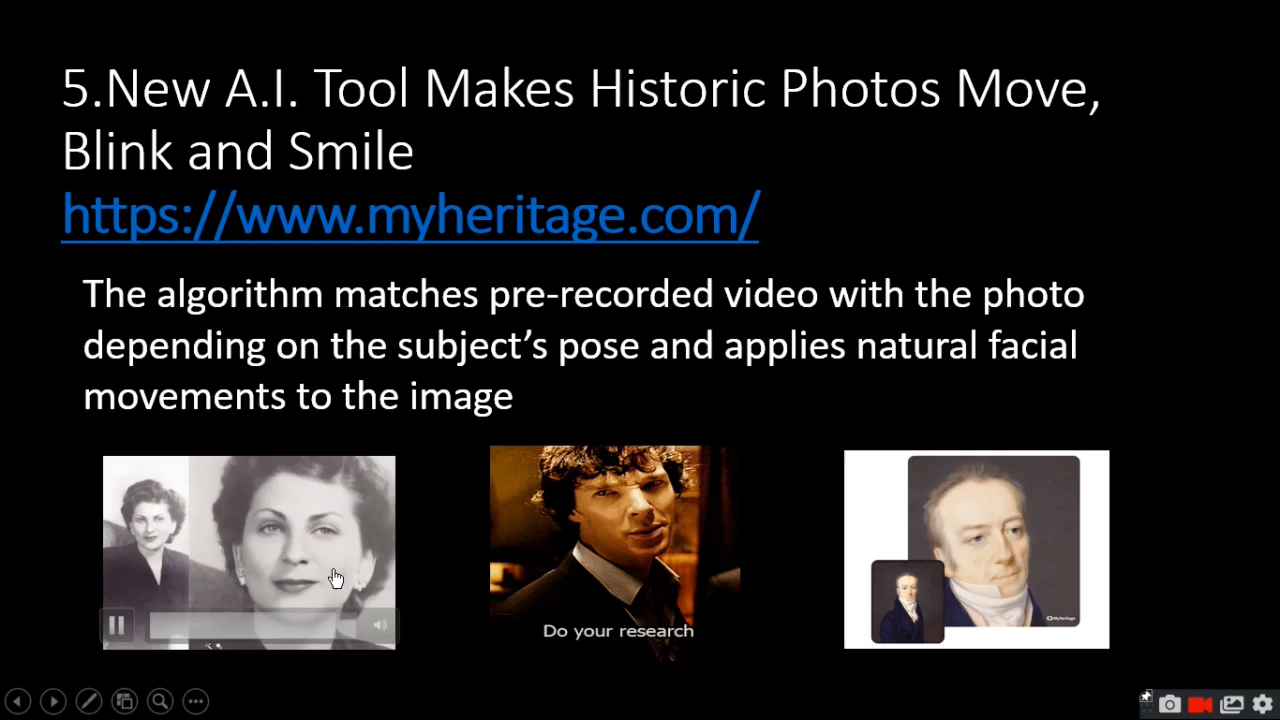 5.New A.I. Tool Makes Historic Photos Move,
Blink and Smile
https://www.myheritage.com/
The algorithm matches pre-recorded video with the photo
depending on the subject’s pose and applies natural facial
movements to the image
Do your research
MyHeritage